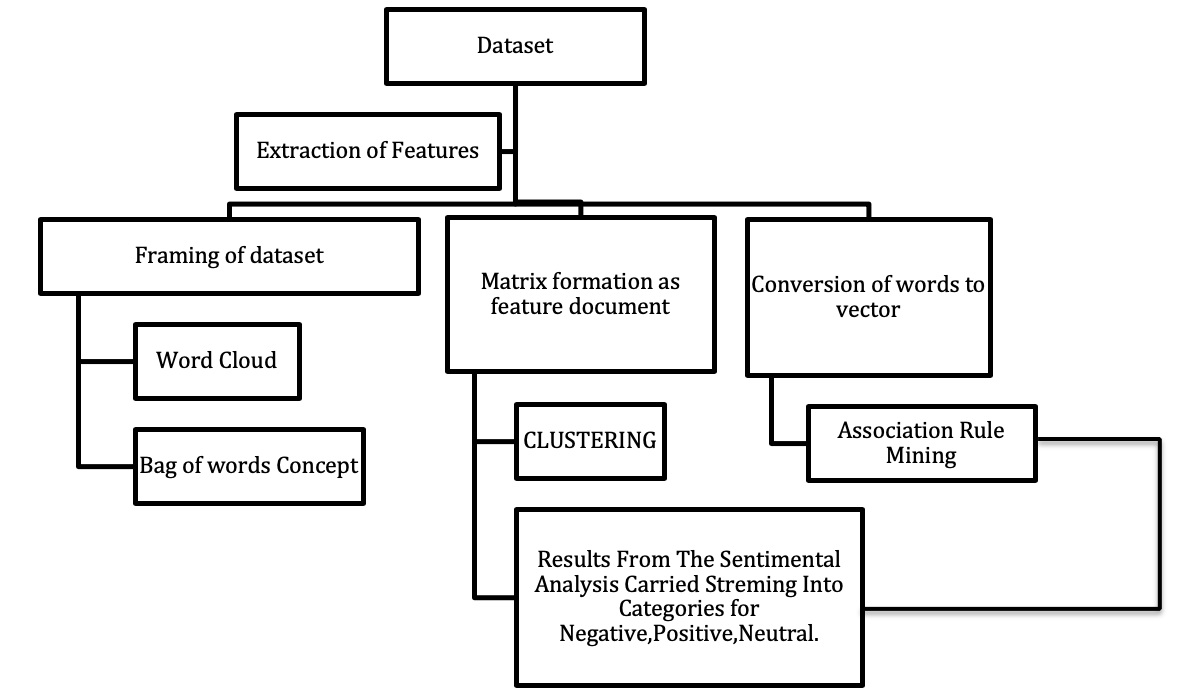 Dataset
Extraction of Features
Framing of dataset
Word Cloud
Bag of words Concept
Matrix formation as
feature document
CLUSTERING
Results From The Sentimental
Analysis Carried Streming Into
Categories for
Negative,Positive,Neutral.
Conversion of words to
vector
Association Rule
Mining